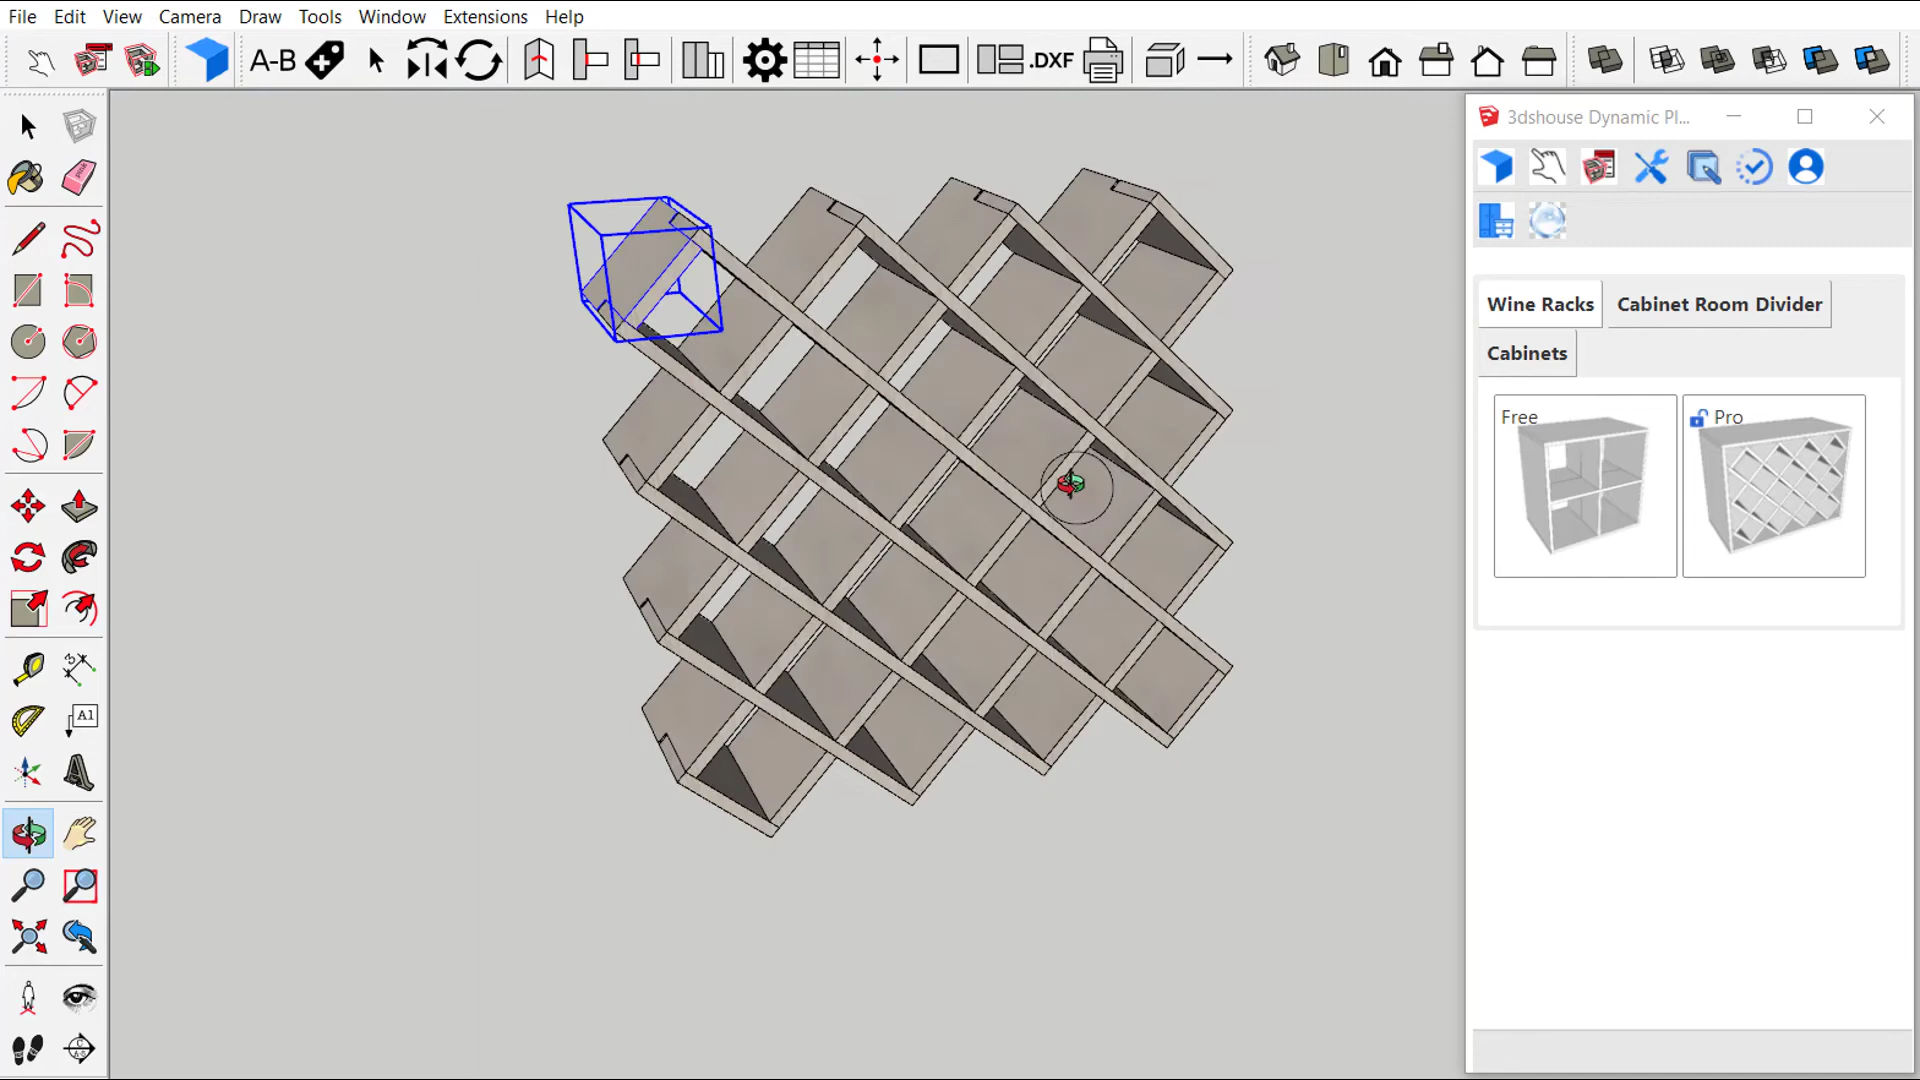 File Edit View Camera Draw Tools Window Extensions Help
A-B
.DXF
3dshouse Dynamic Pl...
Wine Racks
Cabinet Room Divider
Cabinets
Free
Pro
A1